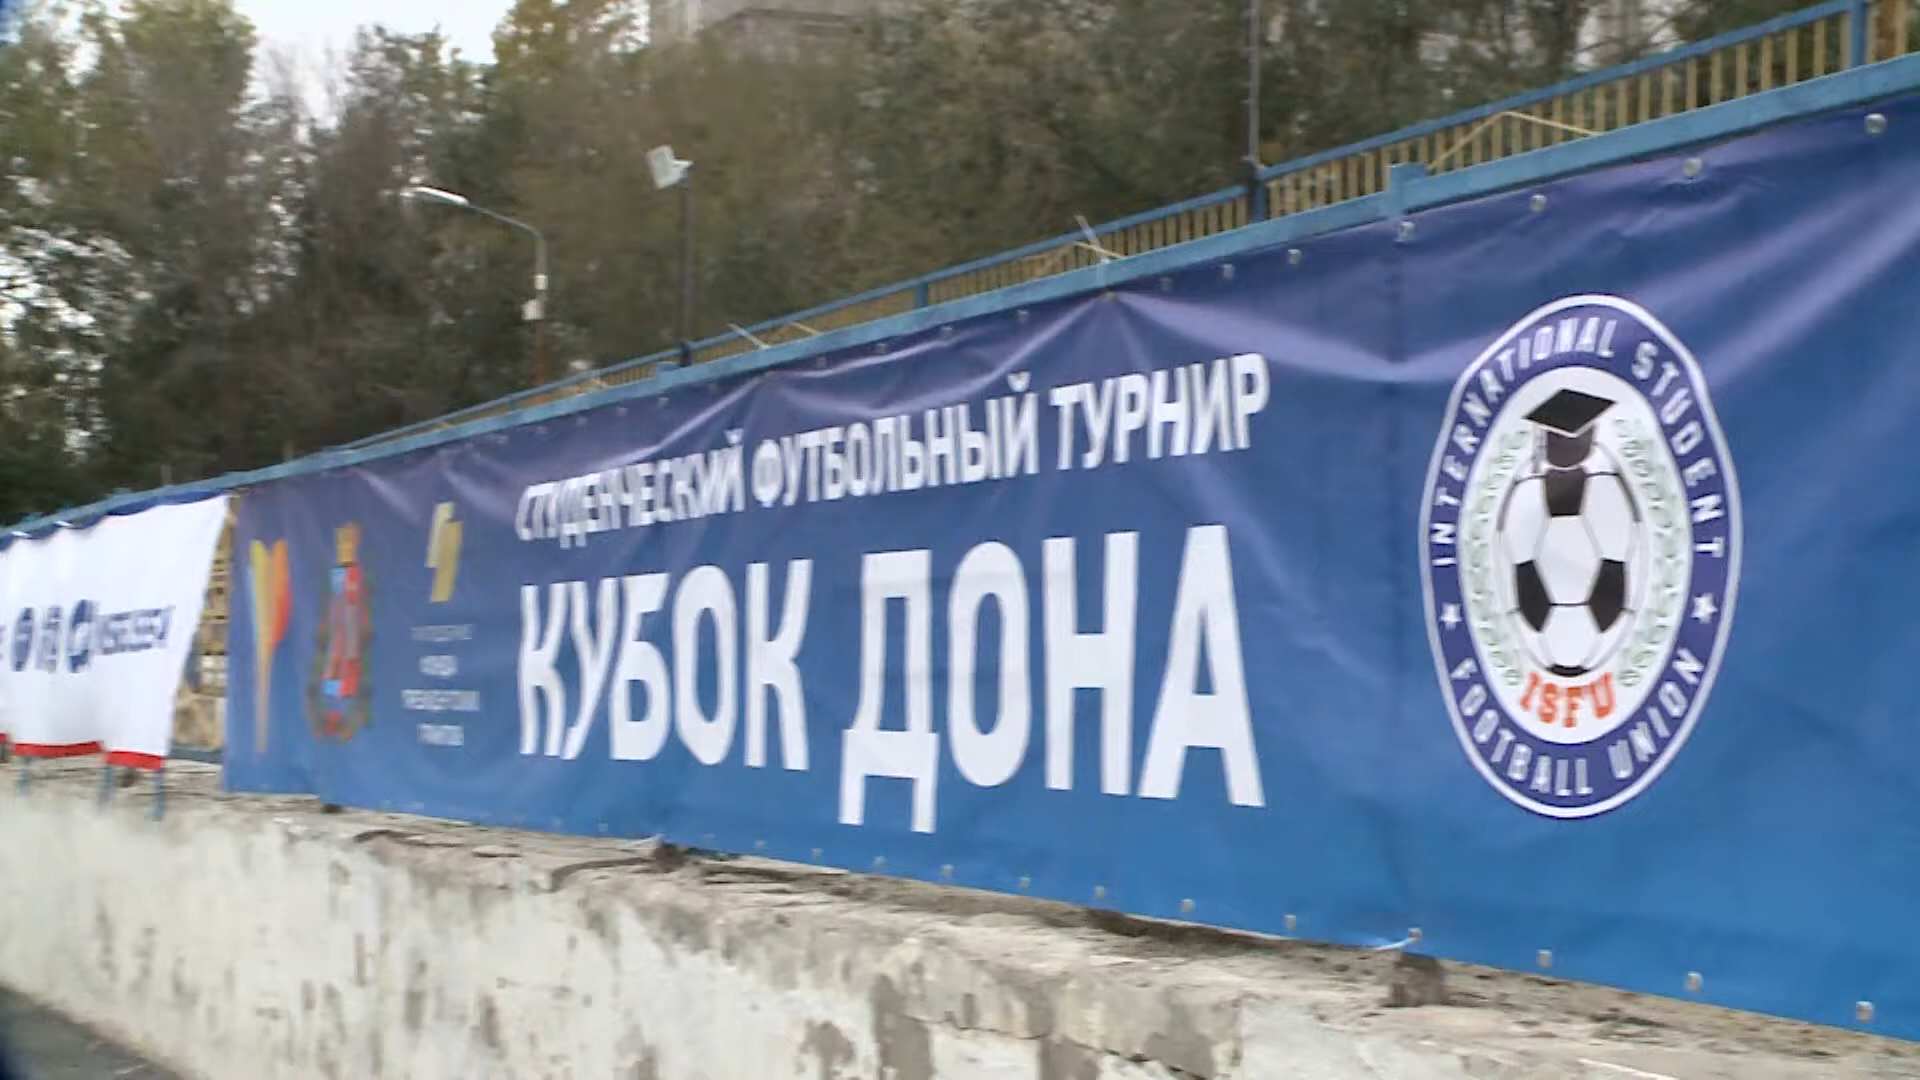 СТУДЕНЧЕСКИЙ ФУТБОЛЬНЫЙ ТУРНИР
КУБОК ДОНА
INTERNATIONAL STUDENT
FOOTBALL UNION
ISFU